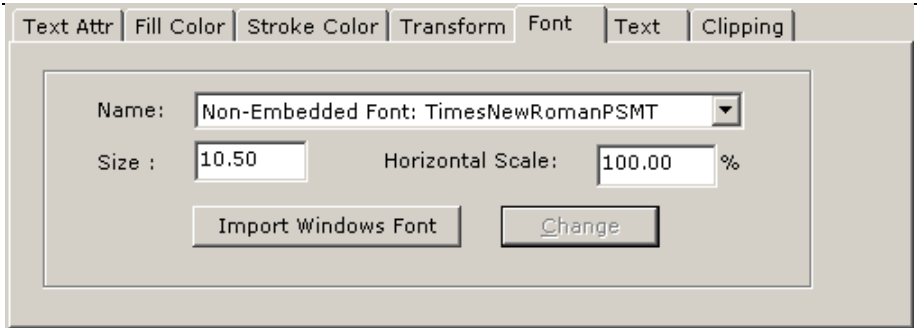 Text Attr Fill Color Stroke Color Transform Font Text Clipping
Name: Non-Embedded Font: TimesNewRomanPSMT
Size : 10.50 Horizontal Scale: 100.00 %
Import Windows Font Change